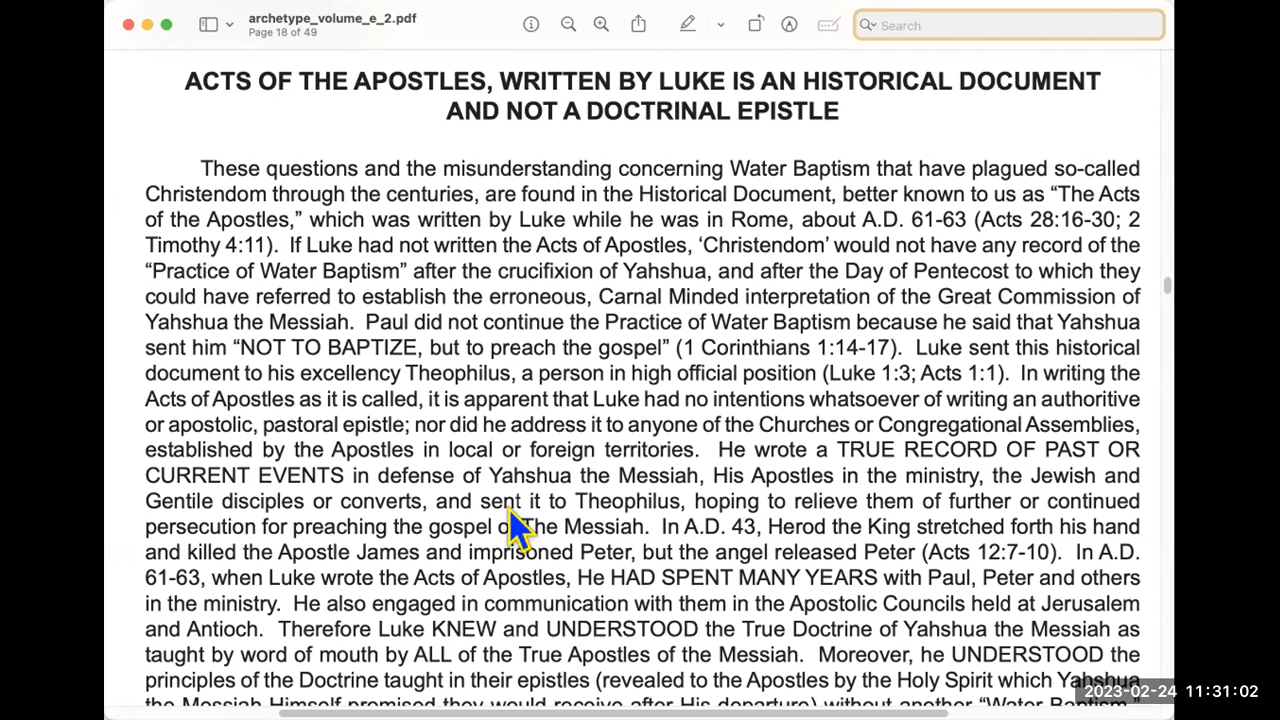 archetype_volume_e_2.pdf
Page 18 of 49
Search
ACTS OF THE APOSTLES, WRITTEN BY LUKE IS AN HISTORICAL DOCUMENT
AND NOT A DOCTRINAL EPISTLE
These questions and the misunderstanding concerning Water Baptism that have plagued so-called
Christendom through the centuries, are found in the Historical Document, better known to us as “The Acts
of the Apostles,” which was written by Luke while he was in Rome, about A.D. 61-63 (Acts 28:16-30; 2
Timothy 4:11). If Luke had not written the Acts of Apostles, ‘Christendom’ would not have any record of the
“Practice of Water Baptism” after the crucifixion of Yahshua, and after the Day of Pentecost to which they
could have referred to establish the erroneous, Carnal Minded interpretation of the Great Commission of
Yahshua the Messiah. Paul did not continue the Practice of Water Baptism because he said that Yahshua
sent him “NOT TO BAPTIZE, but to preach the gospel” (1 Corinthians 1:14-17). Luke sent this historical
document to his excellency Theophilus, a person in high official position (Luke 1:3; Acts 1:1). In writing the
Acts of Apostles as it is called, it is apparent that Luke had no intentions whatsoever of writing an authoritive
or apostolic, pastoral epistle; nor did he address it to anyone of the Churches or Congregational Assemblies,
established by the Apostles in local or foreign territories. He wrote a TRUE RECORD OF PAST OR
CURRENT EVENTS in defense of Yahshua the Messiah, His Apostles in the ministry, the Jewish and
Gentile disciples or converts, and sent it to Theophilus, hoping to relieve them of further or continued
persecution for preaching the gospel of The Messiah. In A.D. 43, Herod the King stretched forth his hand
and killed the Apostle James and imprisoned Peter, but the angel released Peter (Acts 12:7-10). In A.D.
61-63, when Luke wrote the Acts of Apostles, He HAD SPENT MANY YEARS with Paul, Peter and others
in the ministry. He also engaged in communication with them in the Apostolic Councils held at Jerusalem
and Antioch. Therefore Luke KNEW and UNDERSTOOD the True Doctrine of Yahshua the Messiah as
taught by word of mouth by ALL of the True Apostles of the Messiah. Moreover, he UNDERSTOOD the
principles of the Doctrine taught in their epistles (revealed to the Apostles by the Holy Spirit which Yahshua
the Messiah Himself promised they would receive after His departure) without another “Water Baptism,”
2023-02-24 11:31:02